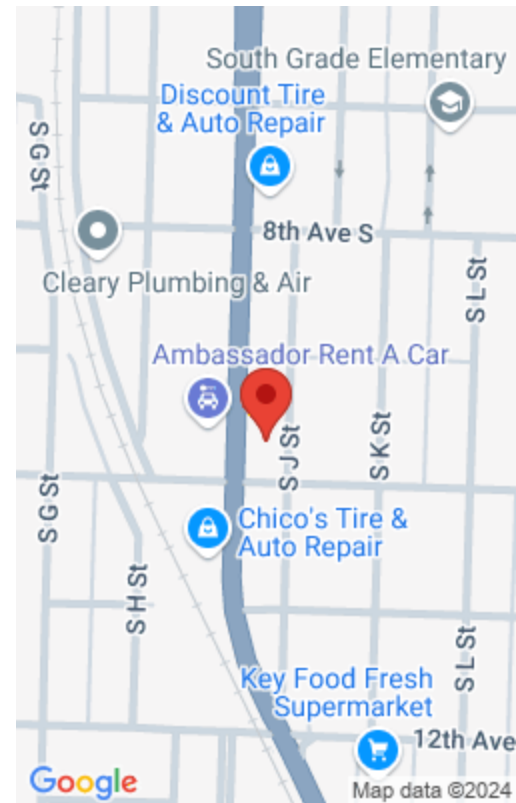 South Grade Elementary
Discount Tire
& Auto Repair
S G St
8th Ave S
Cleary Plumbing & Air
S L St
Ambassador Rent A Car
S J St
S K St
S G St
Chico's Tire &
Auto Repair
S H St
S L St
Key Food Fresh
Supermarket
12th Ave
Google
Map data ©2024